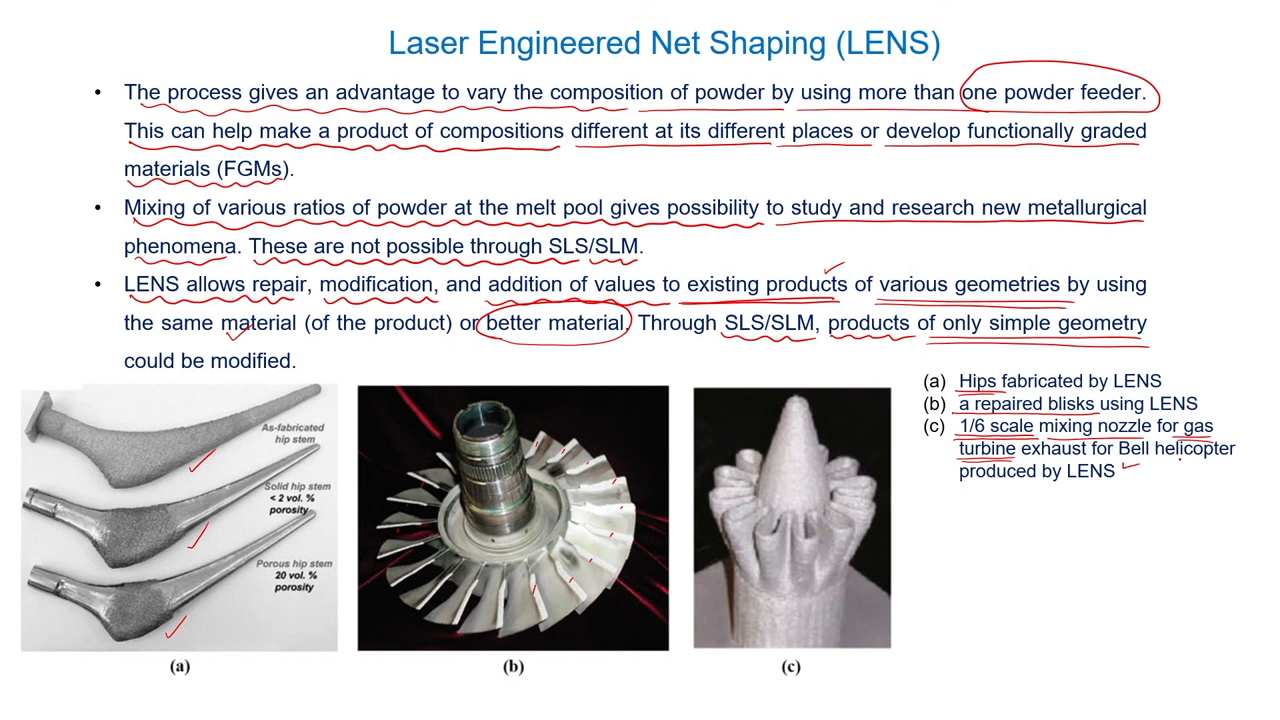 Laser Engineered Net Shaping (LENS)
• The process gives an advantage to vary the composition of powder by using more than one powder feeder.
This can help make a product of compositions different at its different places or develop functionally graded
materials (FGMs).
• Mixing of various ratios of powder at the melt pool gives possibility to study and research new metallurgical
phenomena. These are not possible through SLS/SLM.
• LENS allows repair, modification, and addition of values to existing products of various geometries by using
the same material (of the product) or better material. Through SLS/SLM, products of only simple geometry
could be modified.
As-fabricated
hip stem
Solid hip stem
< 2 vol. %
porosity
Porous hip stem
20 vol. %
porosity
(a)
(b)
(c)
(a) Hips fabricated by LENS
(b) a repaired blisks using LENS
(c) 1/6 scale mixing nozzle for gas
turbine exhaust for Bell helicopter
produced by LENS